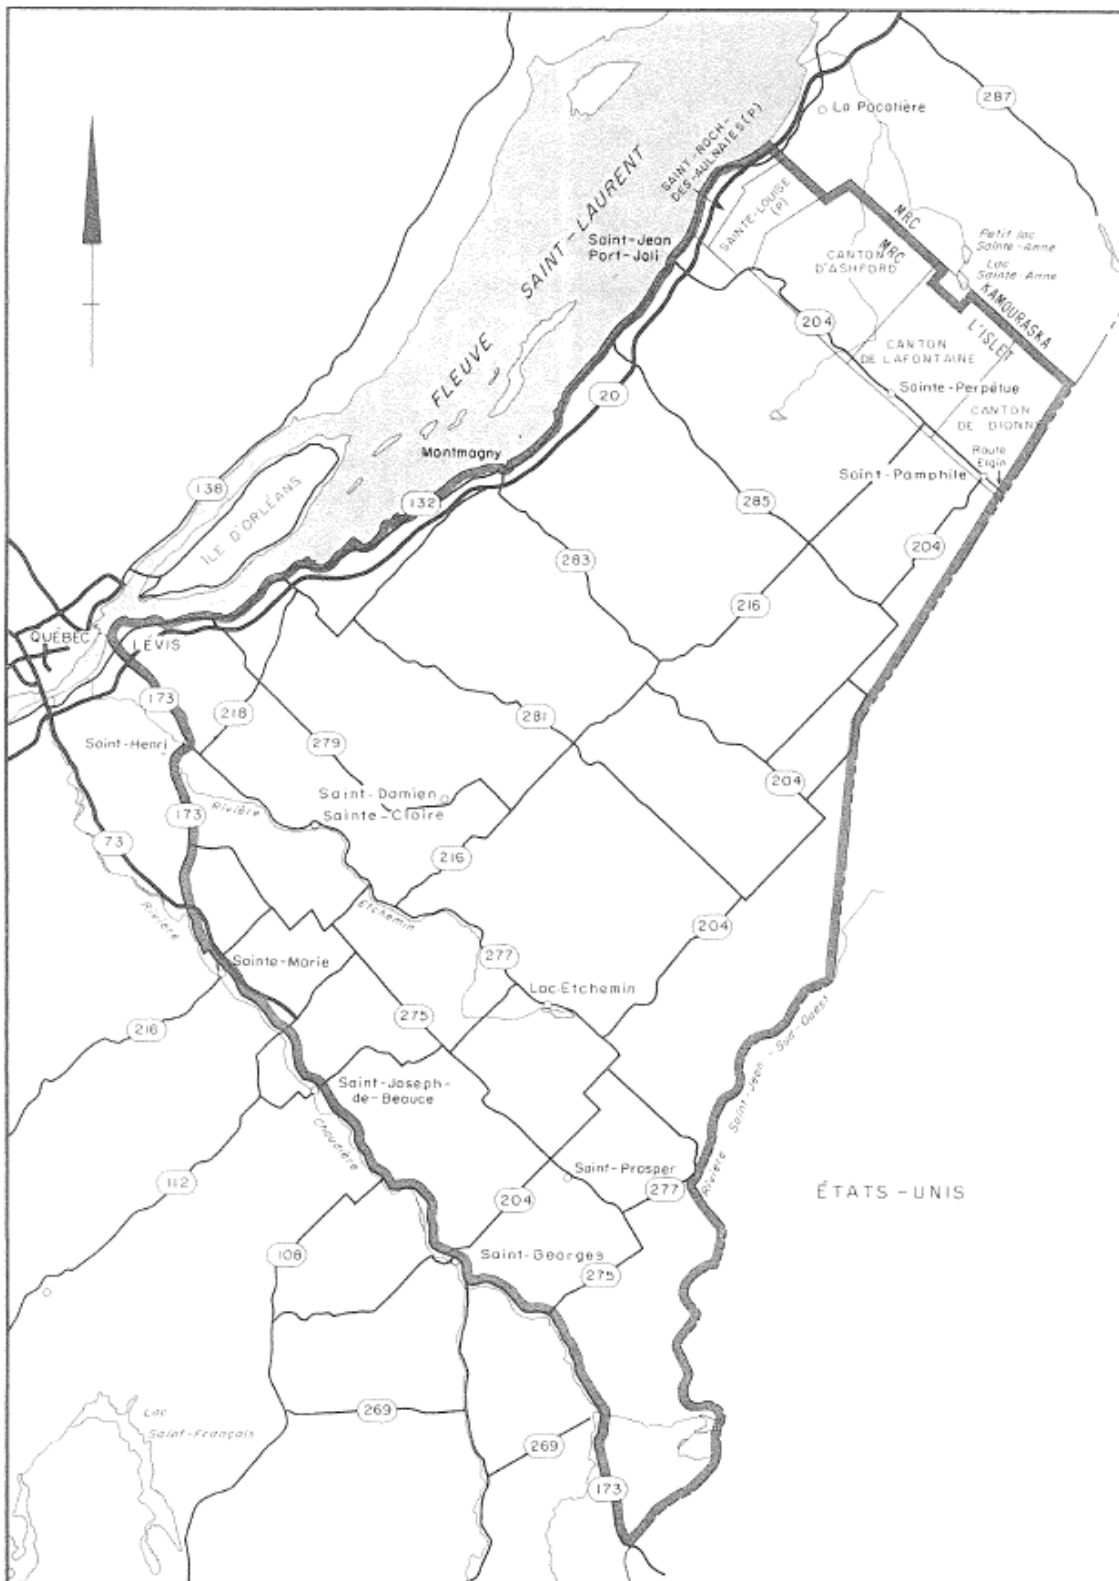 287
La Pocatière
SAINT-ROCH-
DES-AULNAIES (P)
SAINTE-LOUISE
(P)
MRC
MRC
KAMOURASKA
L'ISLET
Petit lac
Sainte-Anne
Lac
Sainte-Anne
FLEUVE SAINT-LAURENT
Saint-Jean
Port-Joli
CANTON
D'ASHFORD
204
CANTON
DE LAFONTAINE
Sainte-Perpétue
CANTON
DE DIONNE
Route
Elgin
20
Montmagny
Saint-Pamphile
138
ÎLE D'ORLÉANS
132
285
204
283
216
QUÉBEC
LÉVIS
173
218
281
Saint-Henri
279
204
Saint-Damien
Sainte-Claire
Rivière
Etchemin
173
73
216
204
Rivière
Chaudière
277
Sainte-Marie
Lac-Etchemin
275
216
Rivière Saint-Jean-Sud-Ouest
Saint-Joseph-
de-Beauce
112
Saint-Prosper
277
ÉTATS-UNIS
204
108
Saint-Georges
275
Lac
Saint-François
269
269
173